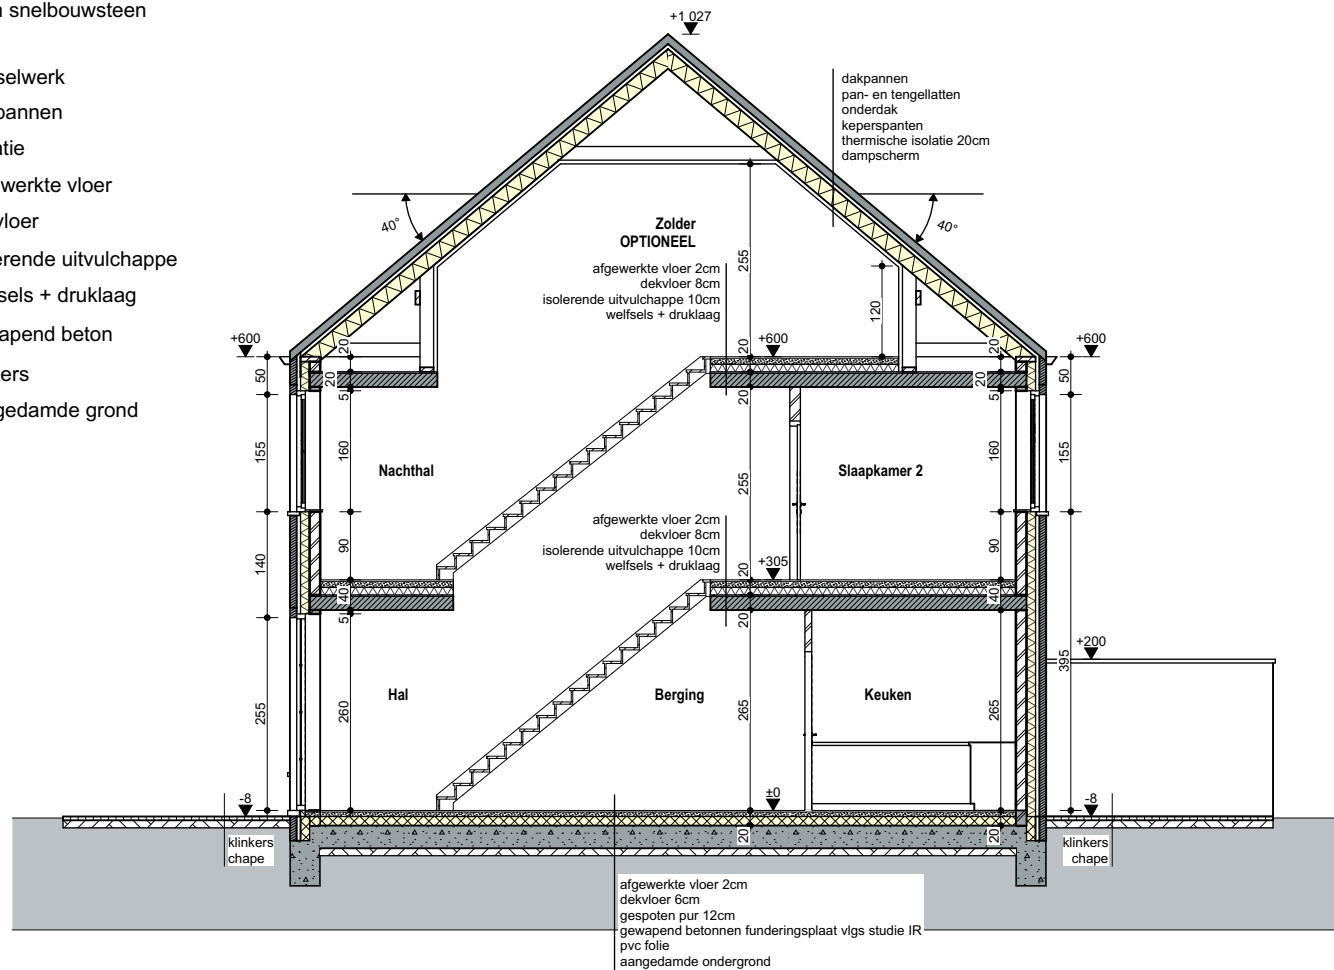 snelbouwsteen
+1 027
dakpannen
pan- en tengellatten
onderdak
keperspanten
thermische isolatie 20cm
dampscherm
40°
40°
Zolder
OPTIONEEL
afgewerkte vloer 2cm
dekvloer 8cm
isolerende uitvulchappe 10cm
welfsels + druklaag
255
120
+600
+600
+600
20
20
20
50
20
5
20
20
5
50
155
160
Nachthal
255
Slaapkamer 2
160
155
afgewerkte vloer 2cm
dekvloer 8cm
isolerende uitvulchappe 10cm
welfsels + druklaag
140
90
+305
90
40
20
40
5
20
+200
395
255
260
Hal
Berging
265
Keuken
265
-8
±0
-8
20
20
klinkers
chape
klinkers
chape
afgewerkte vloer 2cm
dekvloer 6cm
gespoten pur 12cm
gewapend betonnen funderingsplaat vlgs studie IR
pvc folie
aangedamde ondergrond
selwerk
pannen
atie
werkte vloer
vloer
erende uitvulchappe
sels + druklaag
apend beton
ers
gedamde grond